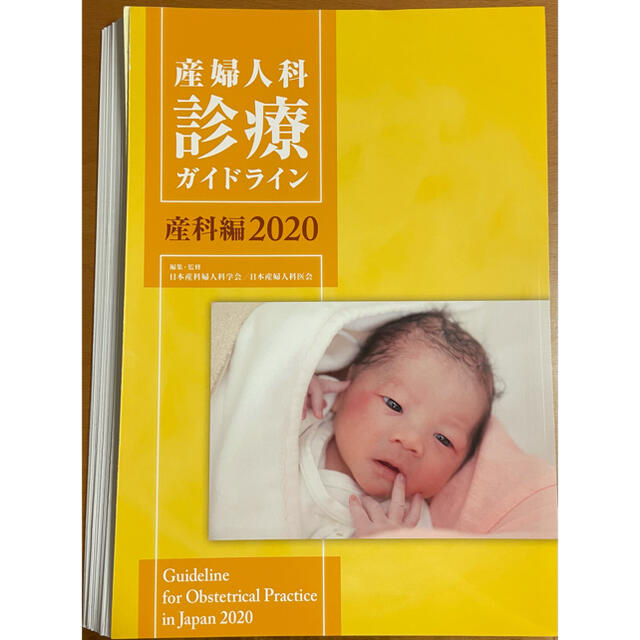 産婦人科
診療
ガイドライン
産科編2020
編集・監修
日本産科婦人科学会／日本産婦人科医会
Guideline
for Obstetrical Practice
in Japan 2020